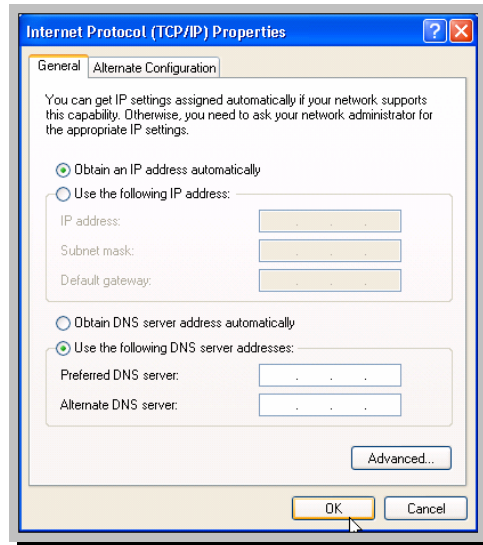 Internet Protocol (TCP/IP) Properties
General
Alternate Configuration
You can get IP settings assigned automatically if your network supports
this capability. Otherwise, you need to ask your network administrator for
the appropriate IP settings.
Obtain an IP address automatically
Use the following IP address:
IP address:
Subnet mask:
Default gateway:
Obtain DNS server address automatically
Use the following DNS server addresses:
Preferred DNS server:
Alternate DNS server:
Advanced...
OK
Cancel